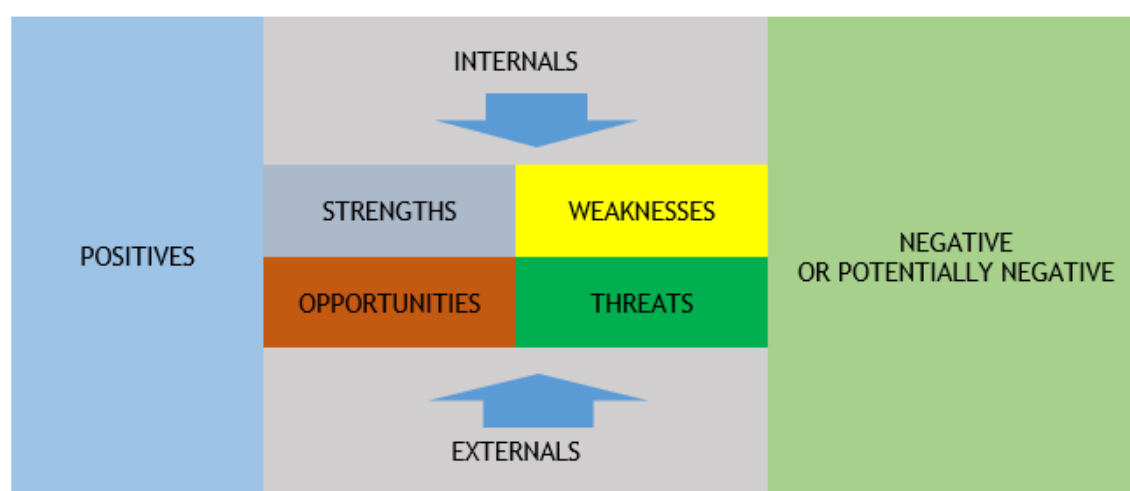 INTERNALS
STRENGTHS
WEAKNESSES
POSITIVES
NEGATIVE
OR POTENTIALLY NEGATIVE
OPPORTUNITIES
THREATS
EXTERNALS